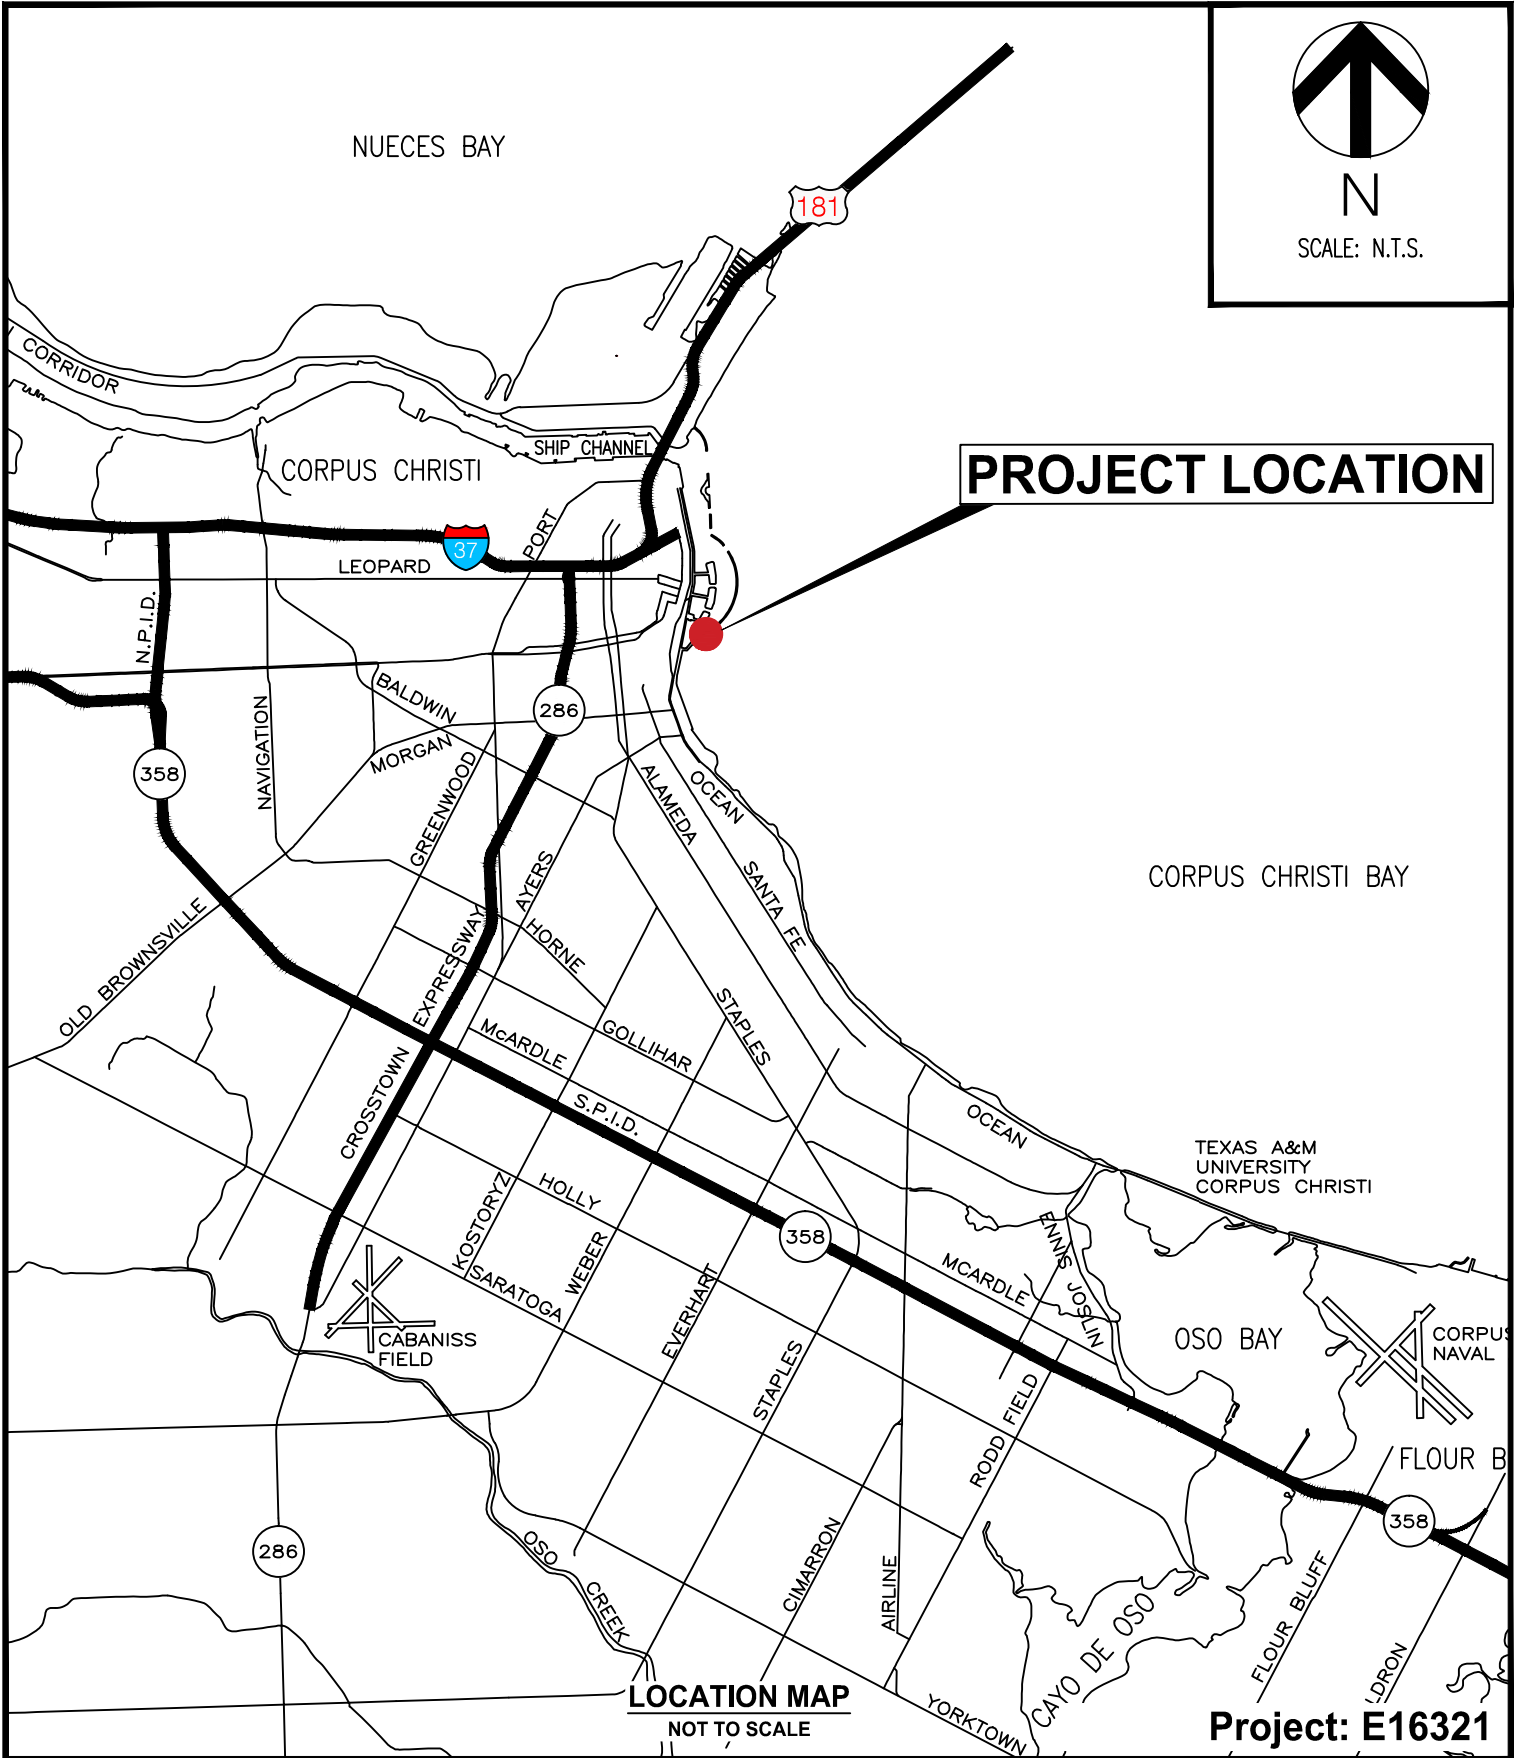 NUECES BAY
181
N
SCALE: N.T.S.
CORRIDOR
SHIP CHANNEL
CORPUS CHRISTI
PROJECT LOCATION
PORT
37
LEOPARD
N.P.I.D.
BALDWIN
286
NAVIGATION
MORGAN
358
GREENWOOD
ALAMEDA
OCEAN
AYERS
SANTA FE
CORPUS CHRISTI BAY
OLD BROWNSVILLE
EXPRESSWAY
HORNE
STAPLES
McARDLE
GOLLIHAR
CROSSTOWN
S.P.I.D.
OCEAN
TEXAS A&M
UNIVERSITY
CORPUS CHRISTI
HOLLY
KOSTORYZ
WEBER
358
ENNIS JOSLIN
MCARDLE
SARATOGA
EVERHART
CABANISS
FIELD
STAPLES
OSO BAY
CORPUS
NAVAL
RODD FIELD
FLOUR B
358
286
OSO
CREEK
CIMARRON
AIRLINE
CAYO DE OSO
FLOUR BLUFF
LDRON
YORKTOWN
LOCATION MAP
NOT TO SCALE
Project: E16321